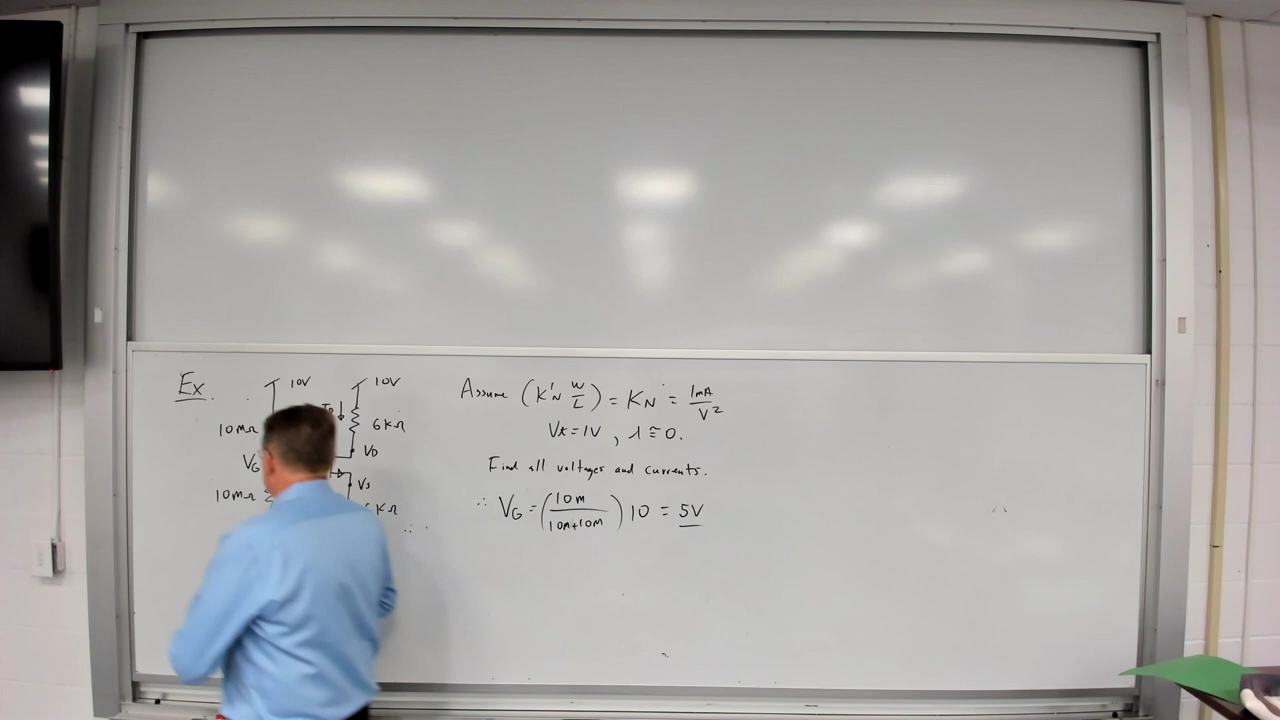 Ex.
10V
10V
10MΩ
6KΩ
VD
VG
VS
10MΩ
KΩ
Assume (K'N W/L) = KN = 1mA/V²
Vt = 1V , λ ≅ 0.
Find all voltages and currents.
∴ VG = (10M/10M+10M) 10 = 5V